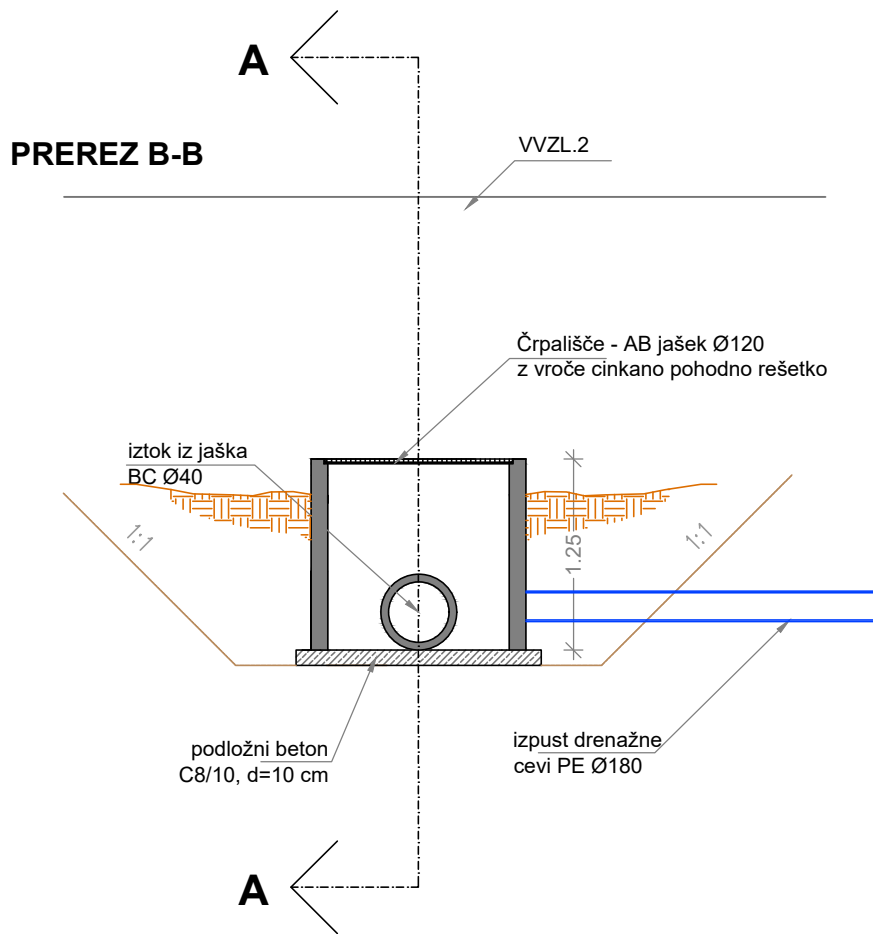 A
PREREZ B-B
VVZL.2
Črpališče - AB jašek Ø120
z vroče cinkano pohodno rešetko
iztok iz jaška
BC Ø40
1:1
1:1
1.25
podložni beton
C8/10, d=10 cm
izpust drenažne
cevi PE Ø180
A